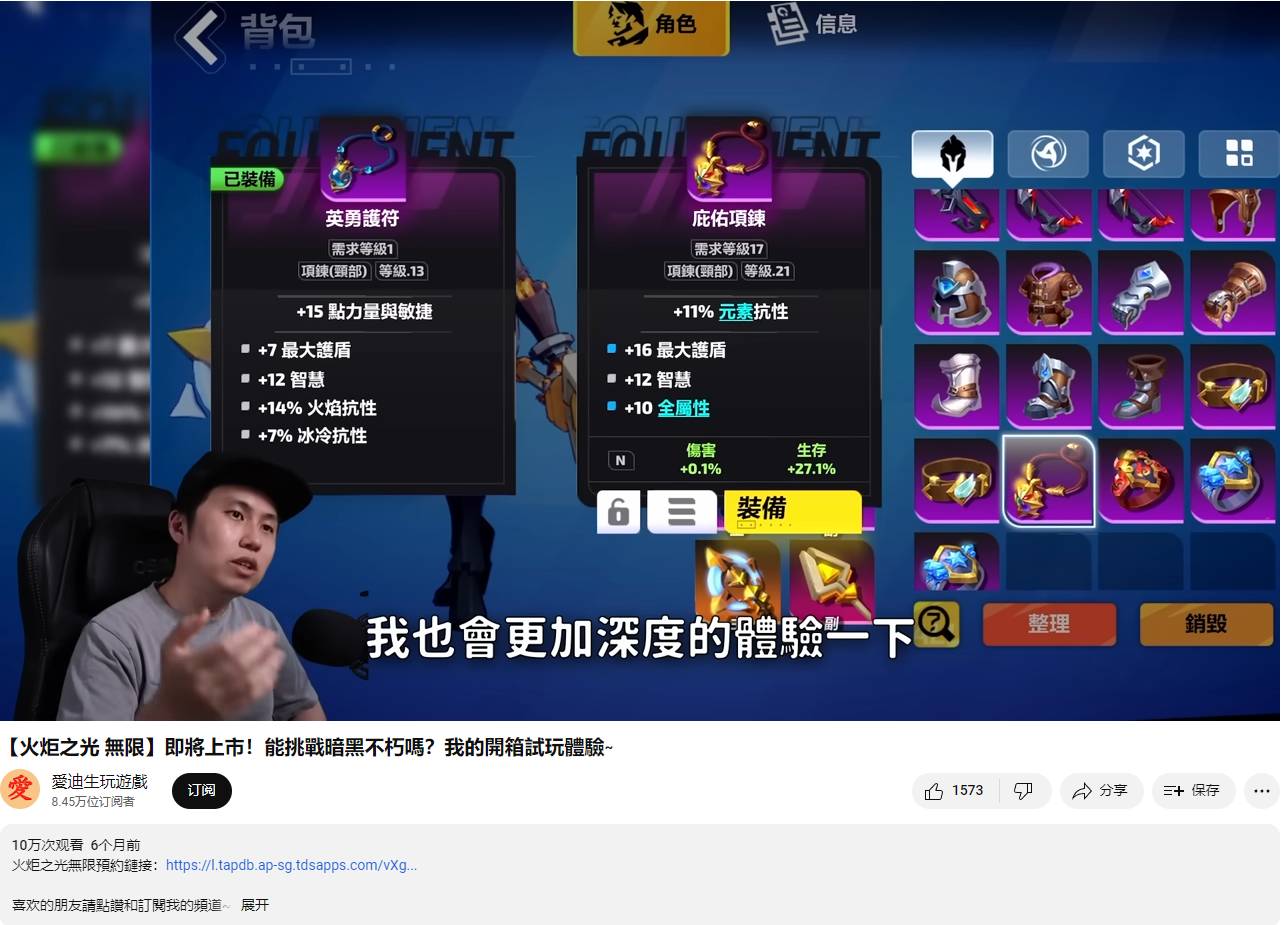 背包
角色
信息
EQUIPMENT
EQUIPMENT
已裝備
英勇護符
需求等級1
項鍊(頸部) 等級.13
+15 點力量與敏捷
+7 最大護盾
+12 智慧
+14% 火焰抗性
+7% 冰冷抗性
庇佑項鍊
需求等級17
項鍊(頸部) 等級.21
+11% 元素抗性
+16 最大護盾
+12 智慧
+10 全屬性
N
傷害
+0.1%
生存
+27.1%
裝備
副
整理
銷毀
我也會更加深度的體驗一下
【火炬之光 無限】即將上市！能挑戰暗黑不朽嗎？我的開箱試玩體驗~
愛
愛迪生玩遊戲
8.45万位订阅者
订阅
1573
分享
保存
10万次观看 6个月前
火炬之光無限預約鏈接：https://l.tapdb.ap-sg.tdsapps.com/vXg...
喜欢的朋友請點讚和訂閱我的頻道~ 展开